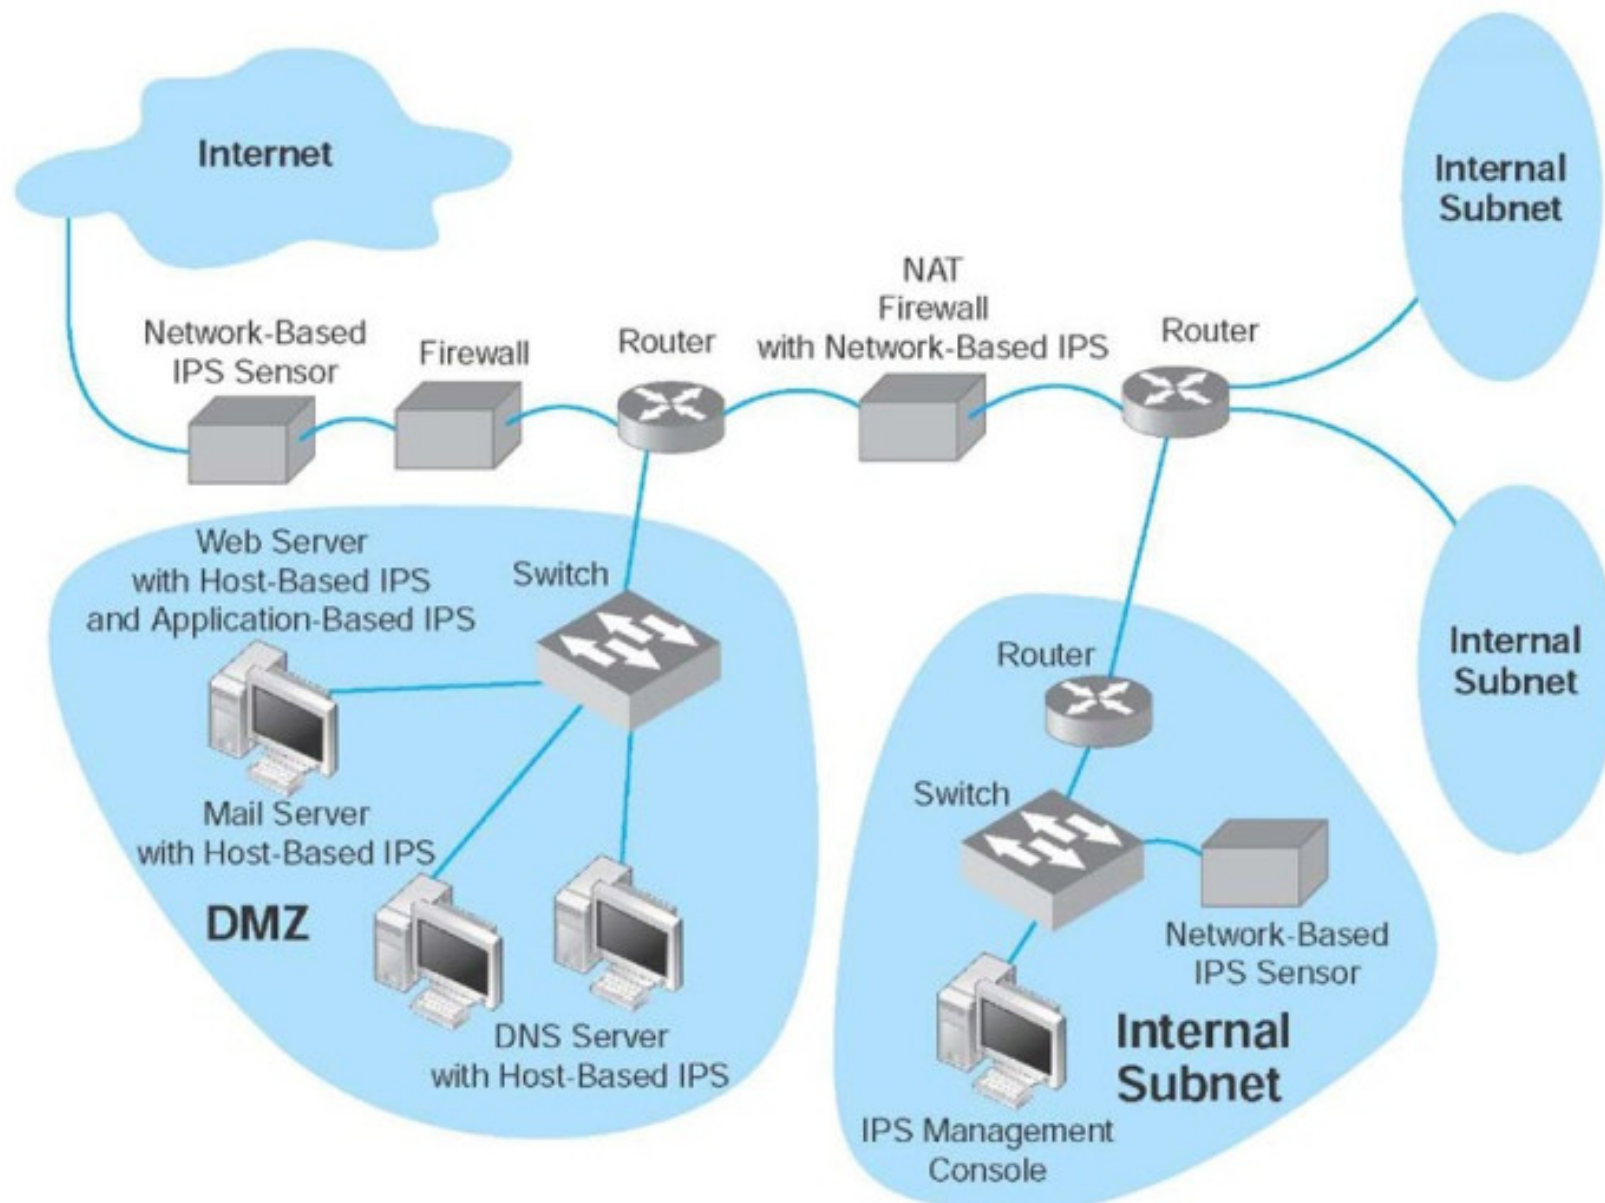 Internet
Internal
Subnet
NAT
Firewall
with Network-Based IPS
Network-Based
IPS Sensor
Firewall
Router
Router
Web Server
with Host-Based IPS
and Application-Based IPS
Switch
Internal
Subnet
Router
Mail Server
with Host-Based IPS
Switch
DMZ
Network-Based
IPS Sensor
DNS Server
with Host-Based IPS
Internal
Subnet
IPS Management
Console